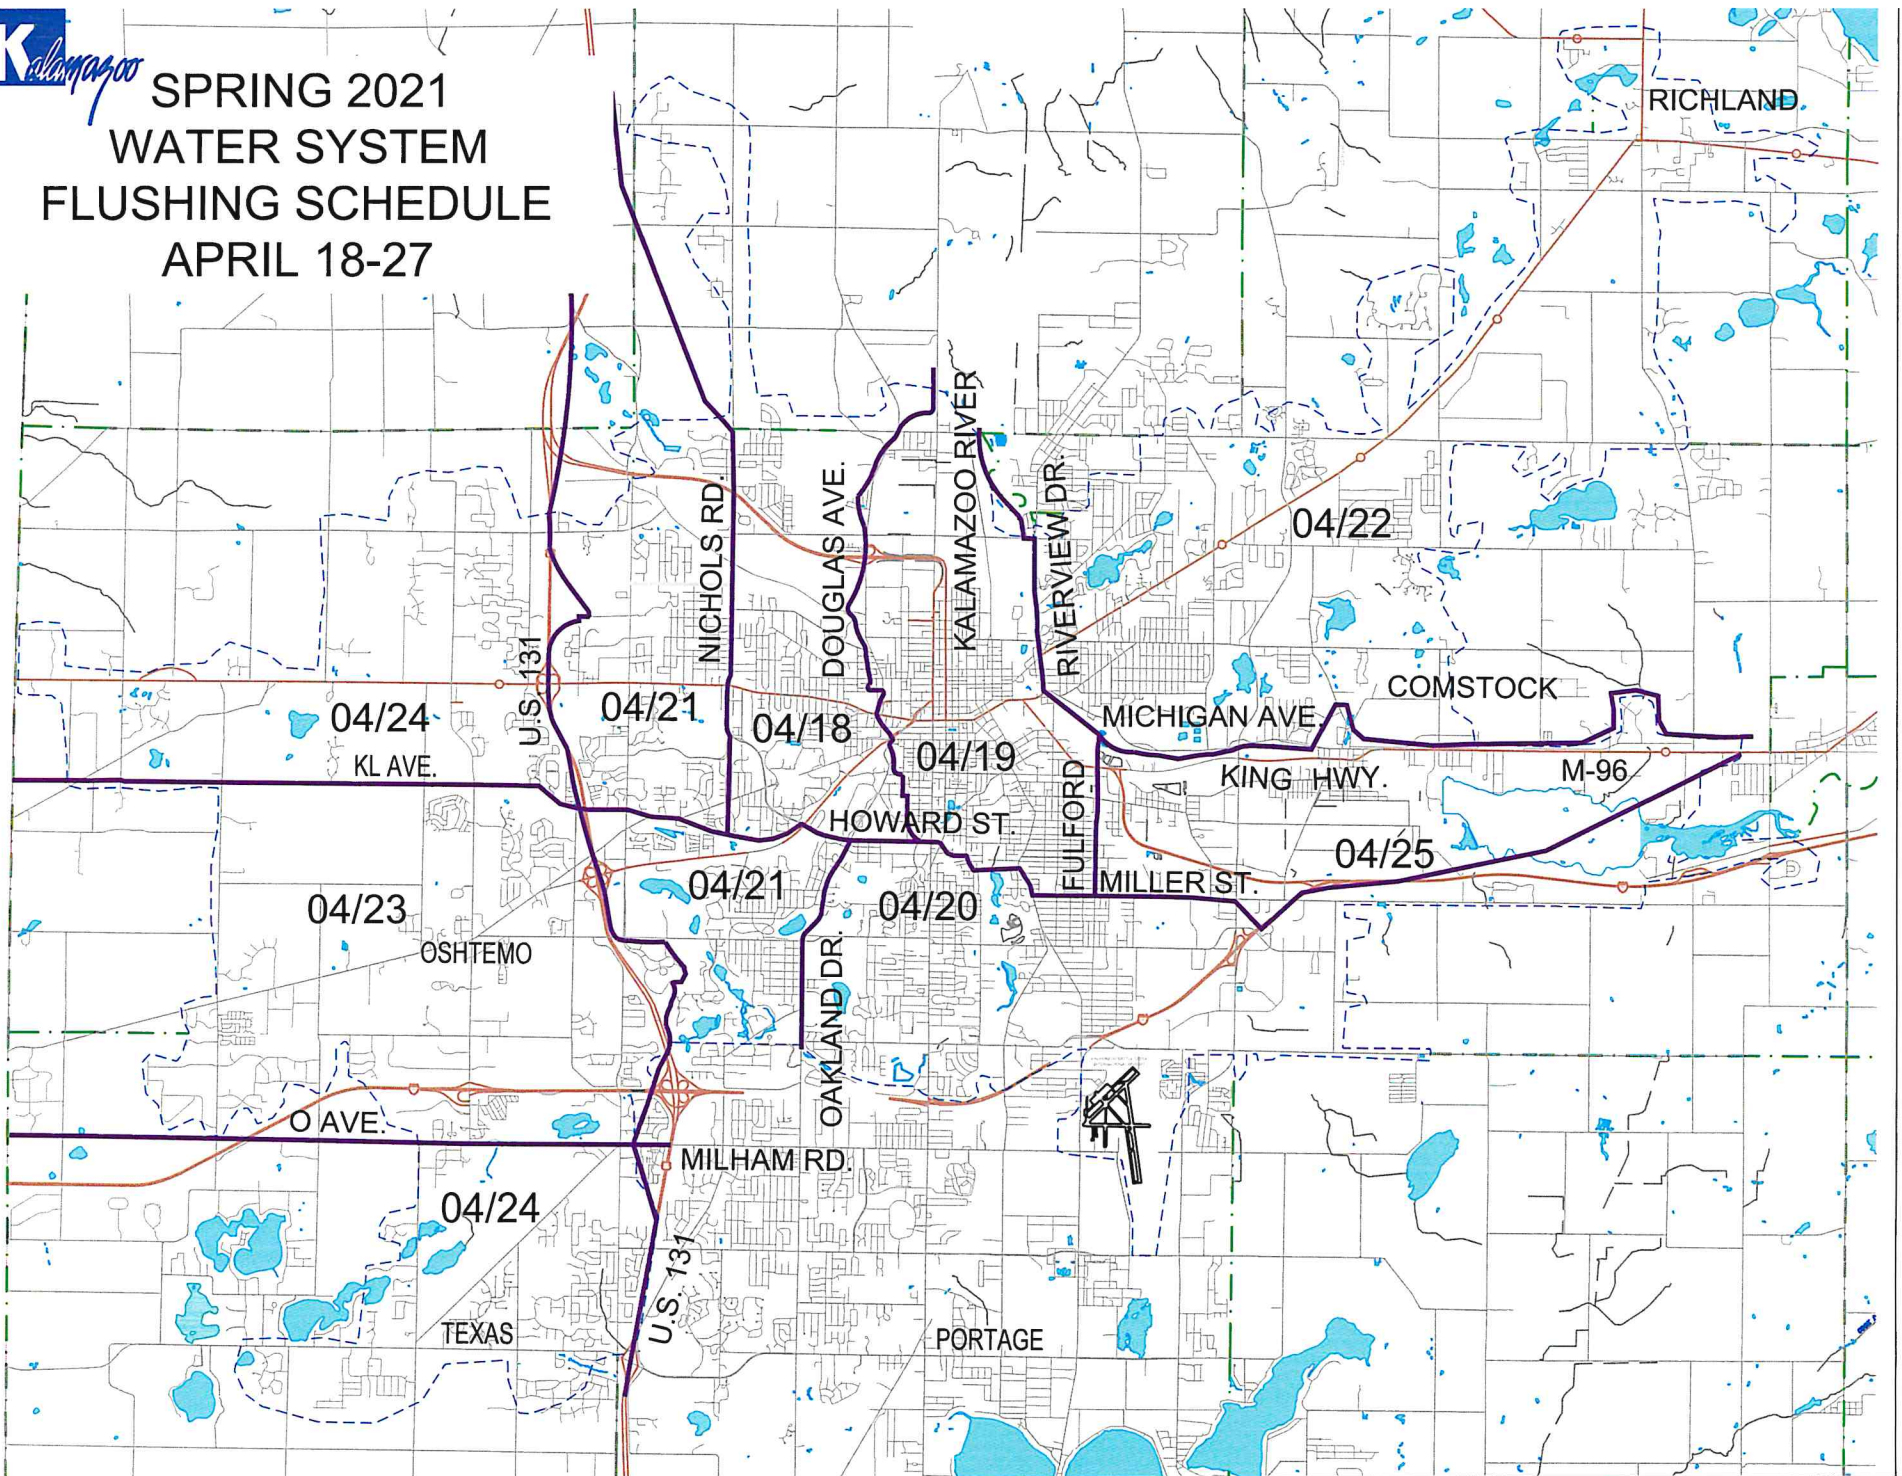 Kalamazoo
SPRING 2021
WATER SYSTEM
FLUSHING SCHEDULE
APRIL 18-27
RICHLAND
KALAMAZOO RIVER
NICHOLS RD.
DOUGLAS AVE.
RIVERVIEW DR.
04/22
U.S. 131
04/24
04/21
04/18
04/19
MICHIGAN AVE.
COMSTOCK
KL AVE.
KING HWY.
M-96
HOWARD ST.
FULFORD
04/25
04/23
04/21
04/20
MILLER ST.
OSHTEMO
OAKLAND DR.
O AVE.
MILHAM RD.
04/24
U.S. 131
TEXAS
PORTAGE